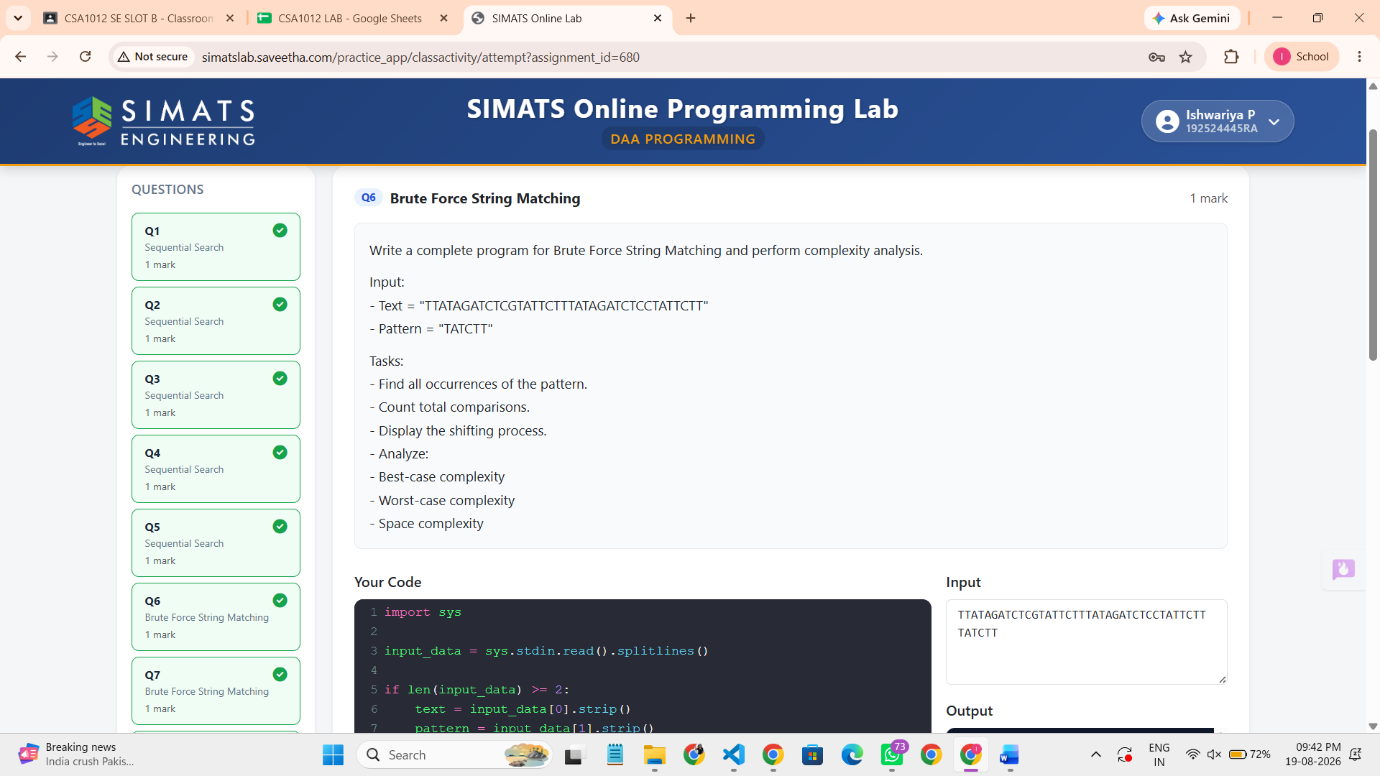 CSA1012 SE SLOT B - Classroom
CSA1012 LAB - Google Sheets
SIMATS Online Lab
Ask Gemini
Not secure
simatslab.saveetha.com/practice_app/classactivity/attempt?assignment_id=680
School
SIMATS
ENGINEERING
SIMATS Online Programming Lab
DAA PROGRAMMING
Ishwariya P
192524445RA
QUESTIONS
Q1
Sequential Search
1 mark
Q2
Sequential Search
1 mark
Q3
Sequential Search
1 mark
Q4
Sequential Search
1 mark
Q5
Sequential Search
1 mark
Q6
Brute Force String Matching
1 mark
Q7
Brute Force String Matching
1 mark
Q6 Brute Force String Matching 1 mark
Write a complete program for Brute Force String Matching and perform complexity analysis.
Input:
- Text = "TTATAGATCTCGTATTCTTTATAGATCTCCTATTCTT"
- Pattern = "TATCTT"
Tasks:
- Find all occurrences of the pattern.
- Count total comparisons.
- Display the shifting process.
- Analyze:
- Best-case complexity
- Worst-case complexity
- Space complexity
Your Code
1 import sys
2
3 input_data = sys.stdin.read().splitlines()
4
5 if len(input_data) >= 2:
6 text = input_data[0].strip()
7 pattern = input_data[1].strip()
Input
TTATAGATCTCGTATTCTTTATAGATCTCCTATTCTT
TATCTT
Output
Breaking news
India crush Pakis...
Search
73
ENG
IN
72%
09:42 PM
19-08-2026